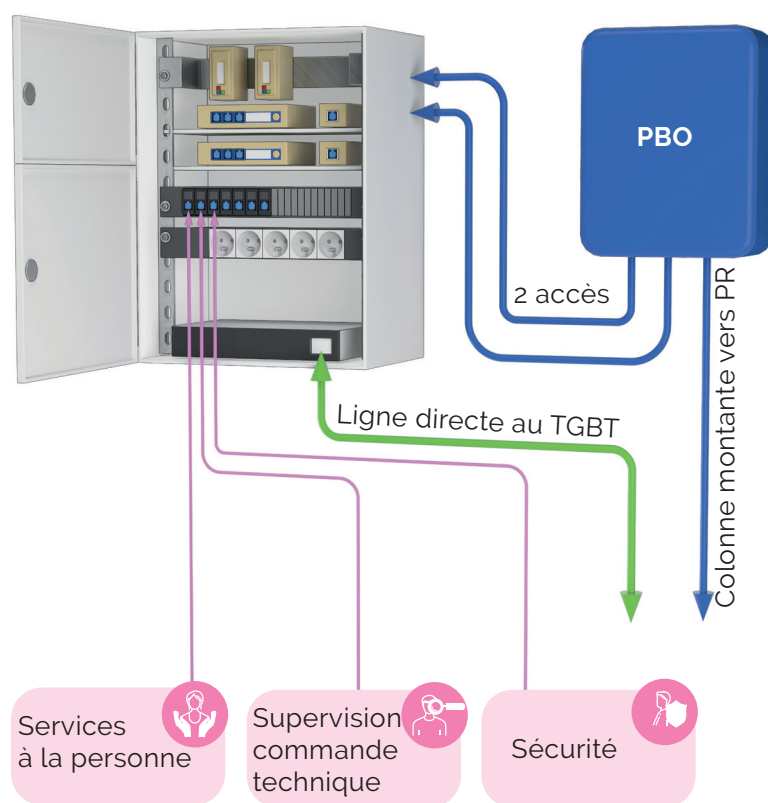 PBO
2 accès
Colonne montante vers PR
Ligne directe au TGBT
Services
à la personne
Supervision
commande
technique
Sécurité